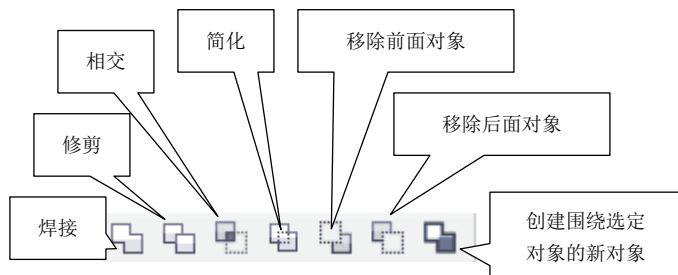 简化
移除前面对象
相交
移除后面对象
修剪
焊接
创建围绕选定
对象的新对象